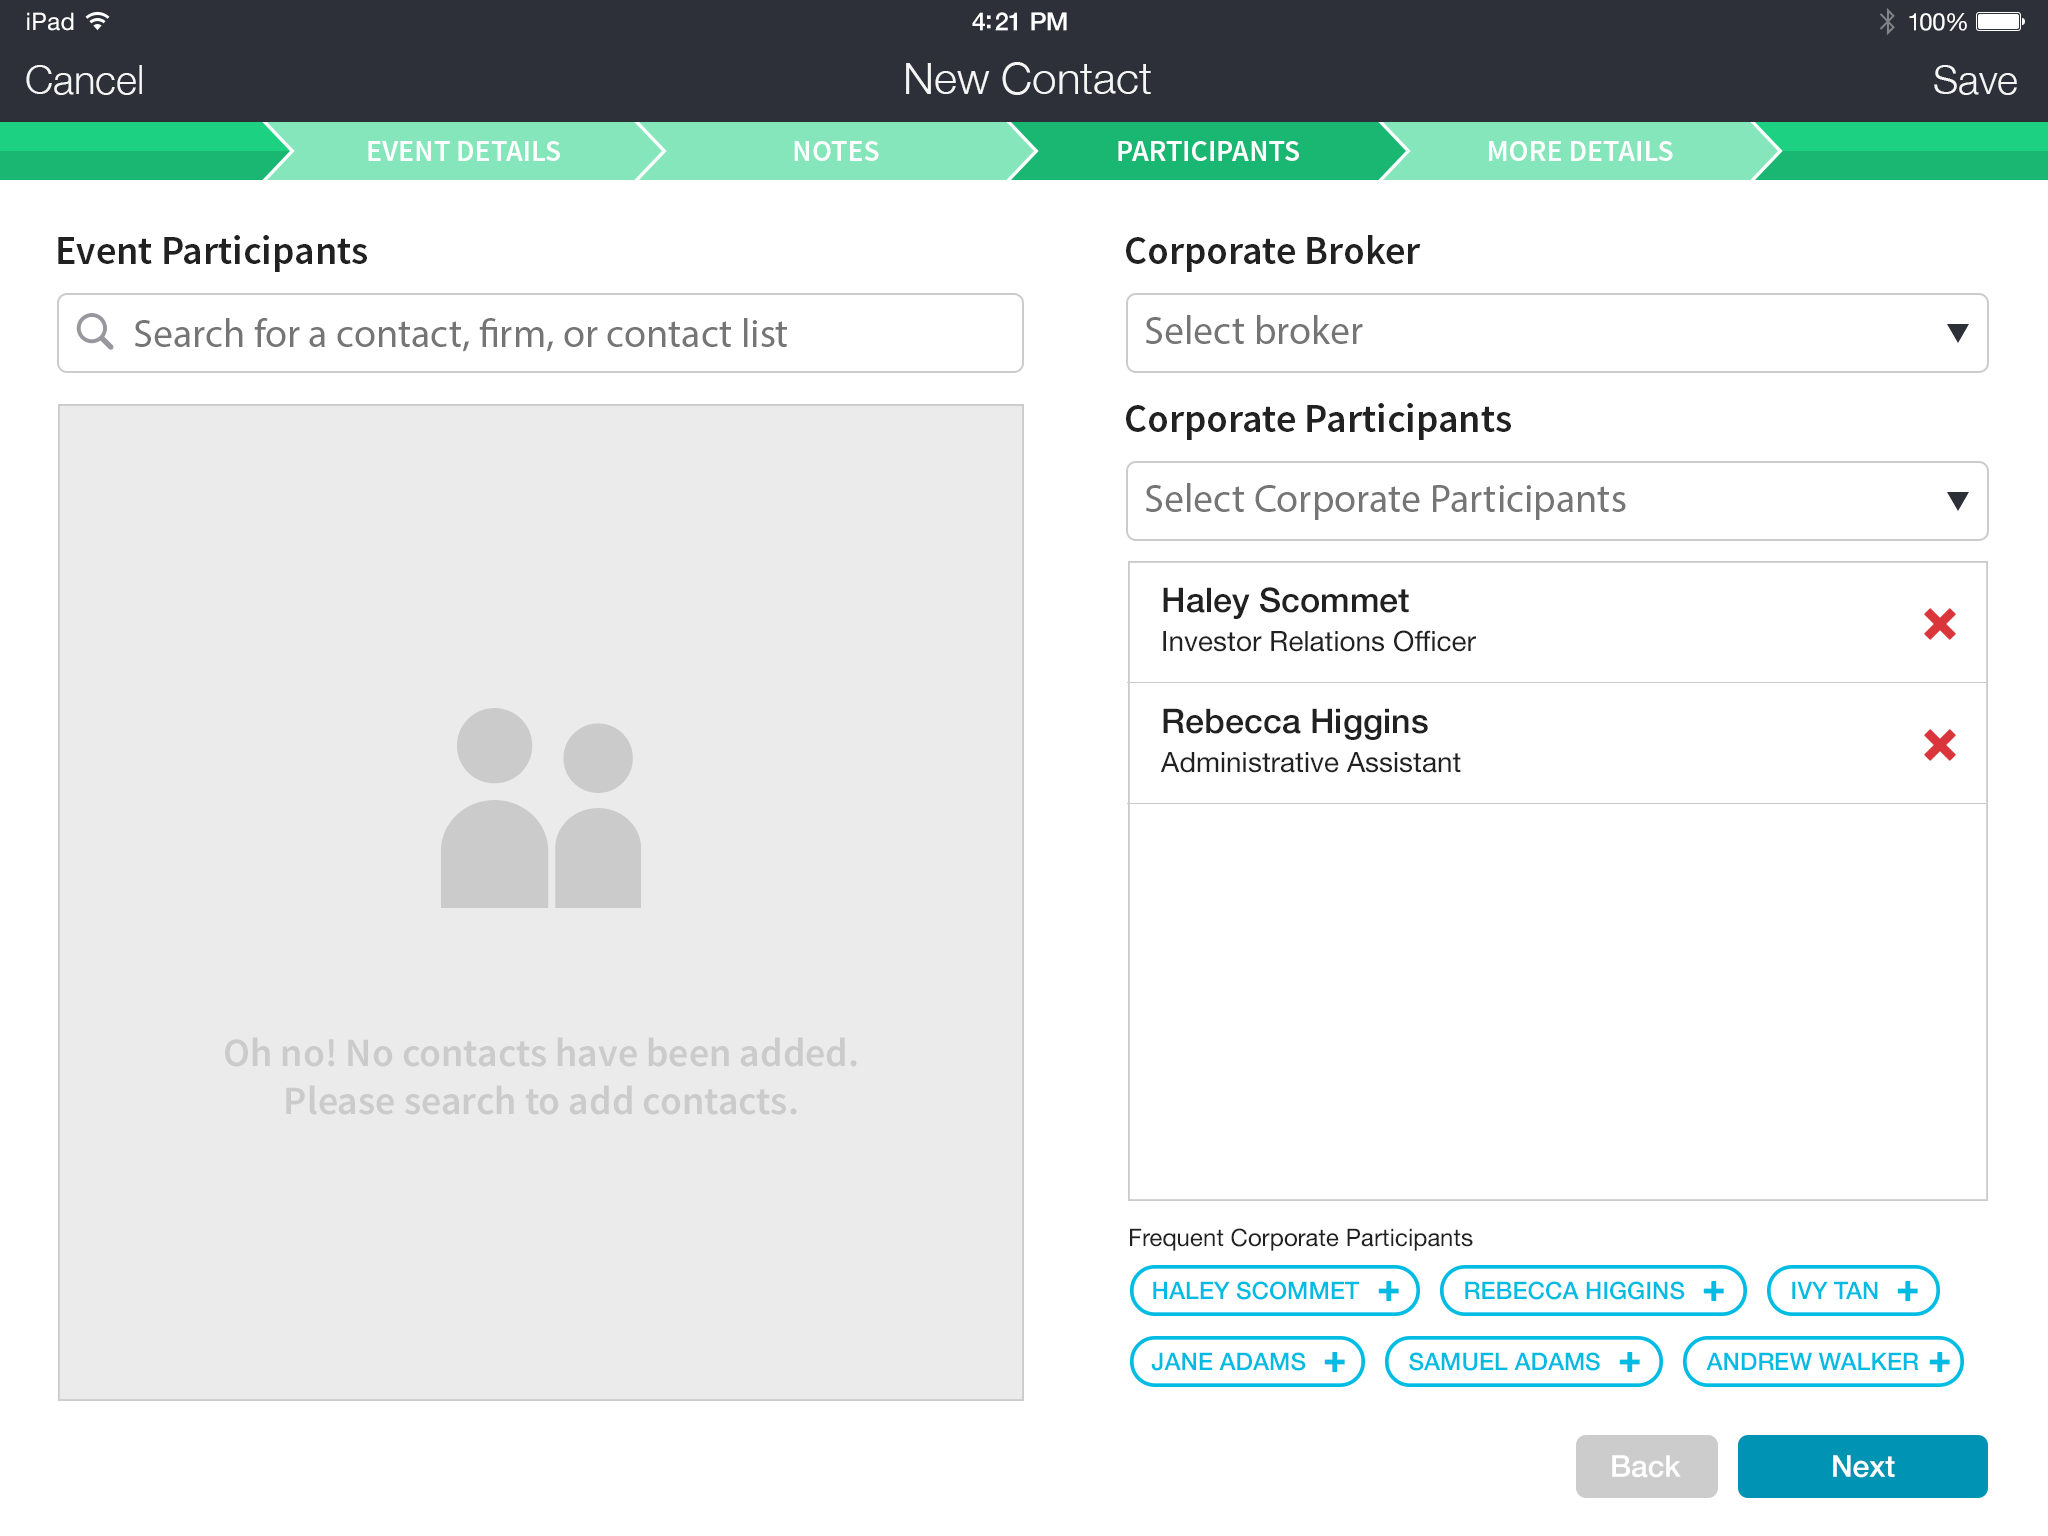 iPad
4:21 PM
100%
Cancel
New Contact
Save
EVENT DETAILS
NOTES
PARTICIPANTS
MORE DETAILS
Event Participants
Search for a contact, firm, or contact list
Oh no! No contacts have been added.
Please search to add contacts.
Corporate Broker
Select broker
Corporate Participants
Select Corporate Participants
Haley Scommet
Investor Relations Officer
Rebecca Higgins
Administrative Assistant
Frequent Corporate Participants
HALEY SCOMMET +
REBECCA HIGGINS +
IVY TAN +
JANE ADAMS +
SAMUEL ADAMS +
ANDREW WALKER +
Back
Next